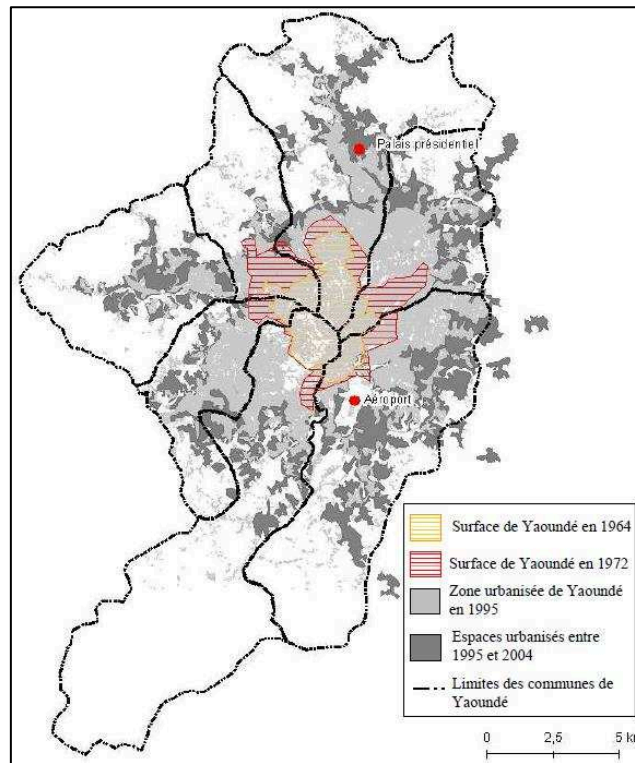 Palais présidentiel
Aéroport
Surface de Yaoundé en 1964
Surface de Yaoundé en 1972
Zone urbanisée de Yaoundé
en 1995
Espaces urbanisés entre
1995 et 2004
Limites des communes de
Yaoundé
0 2,5 5 km